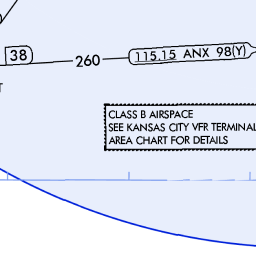 38
260
115.15 ANX 98(Y)
T
CLASS B AIRSPACE
SEE KANSAS CITY VFR TERMINAL
AREA CHART FOR DETAILS